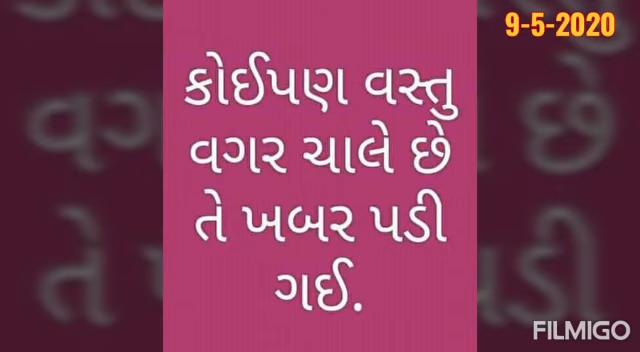 9-5-2020
કોઈપણ વસ્તુ
વગર ચાલે છે
તે ખબર પડી
ગઈ.
FILMIGO